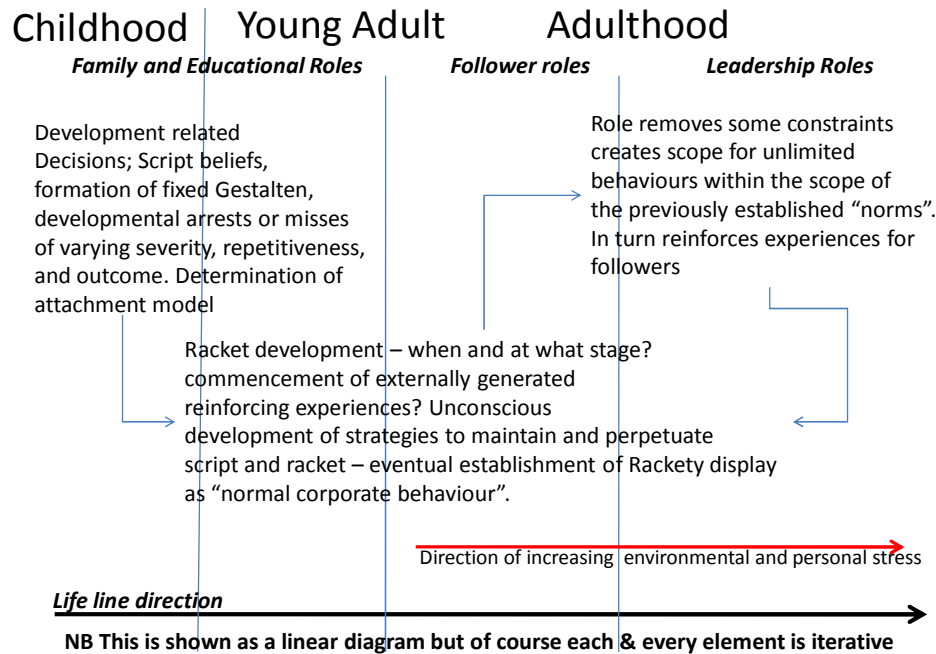 Childhood Young Adult Adulthood
Family and Educational Roles Follower roles Leadership Roles
Development related
Decisions; Script beliefs,
formation of fixed Gestalten,
developmental arrests or misses
of varying severity, repetitiveness,
and outcome. Determination of
attachment model
Role removes some constraints
creates scope for unlimited
behaviours within the scope of
the previously established “norms”.
In turn reinforces experiences for
followers
Racket development – when and at what stage?
commencement of externally generated
reinforcing experiences? Unconscious
development of strategies to maintain and perpetuate
script and racket – eventual establishment of Rackety display
as “normal corporate behaviour”.
Direction of increasing environmental and personal stress
Life line direction
NB This is shown as a linear diagram but of course each & every element is iterative